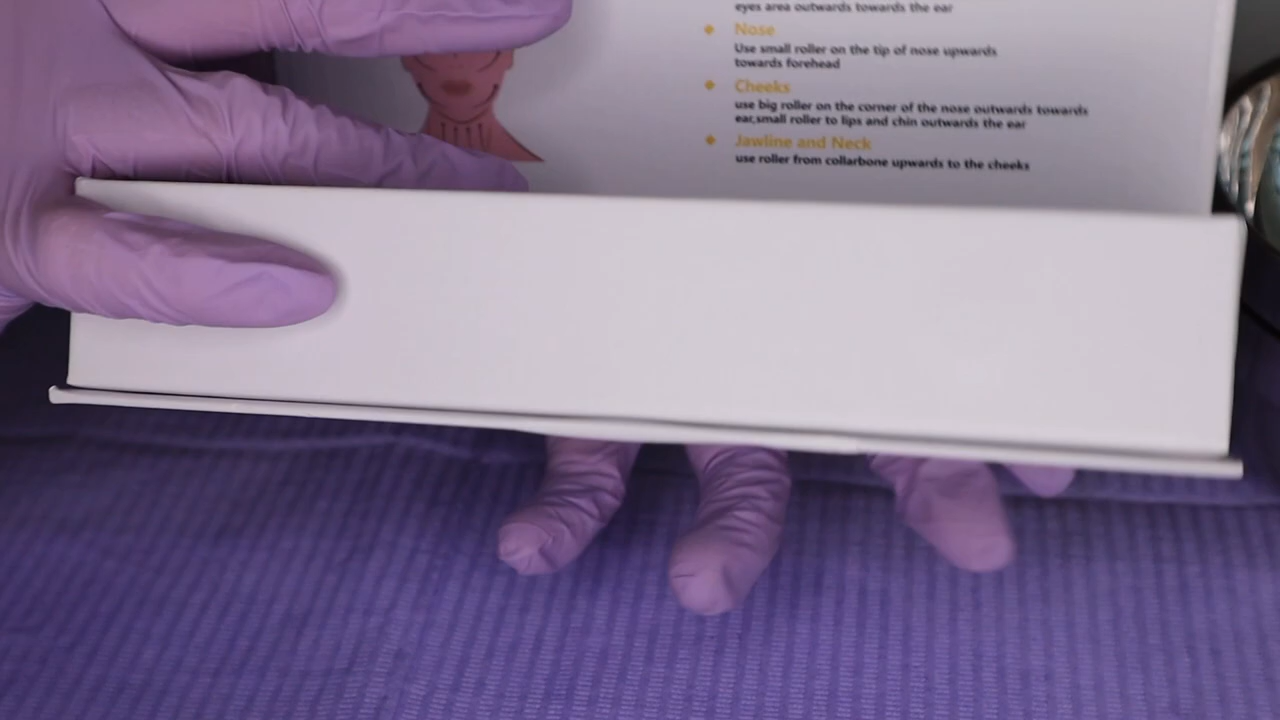 eyes area outwards towards the ear
Nose
Use small roller on the tip of nose upwards
towards forehead
Cheeks
use big roller on the corner of the nose outwards towards
ear,small roller to lips and chin outwards the ear
Jawline and Neck
use roller from collarbone upwards to the cheeks